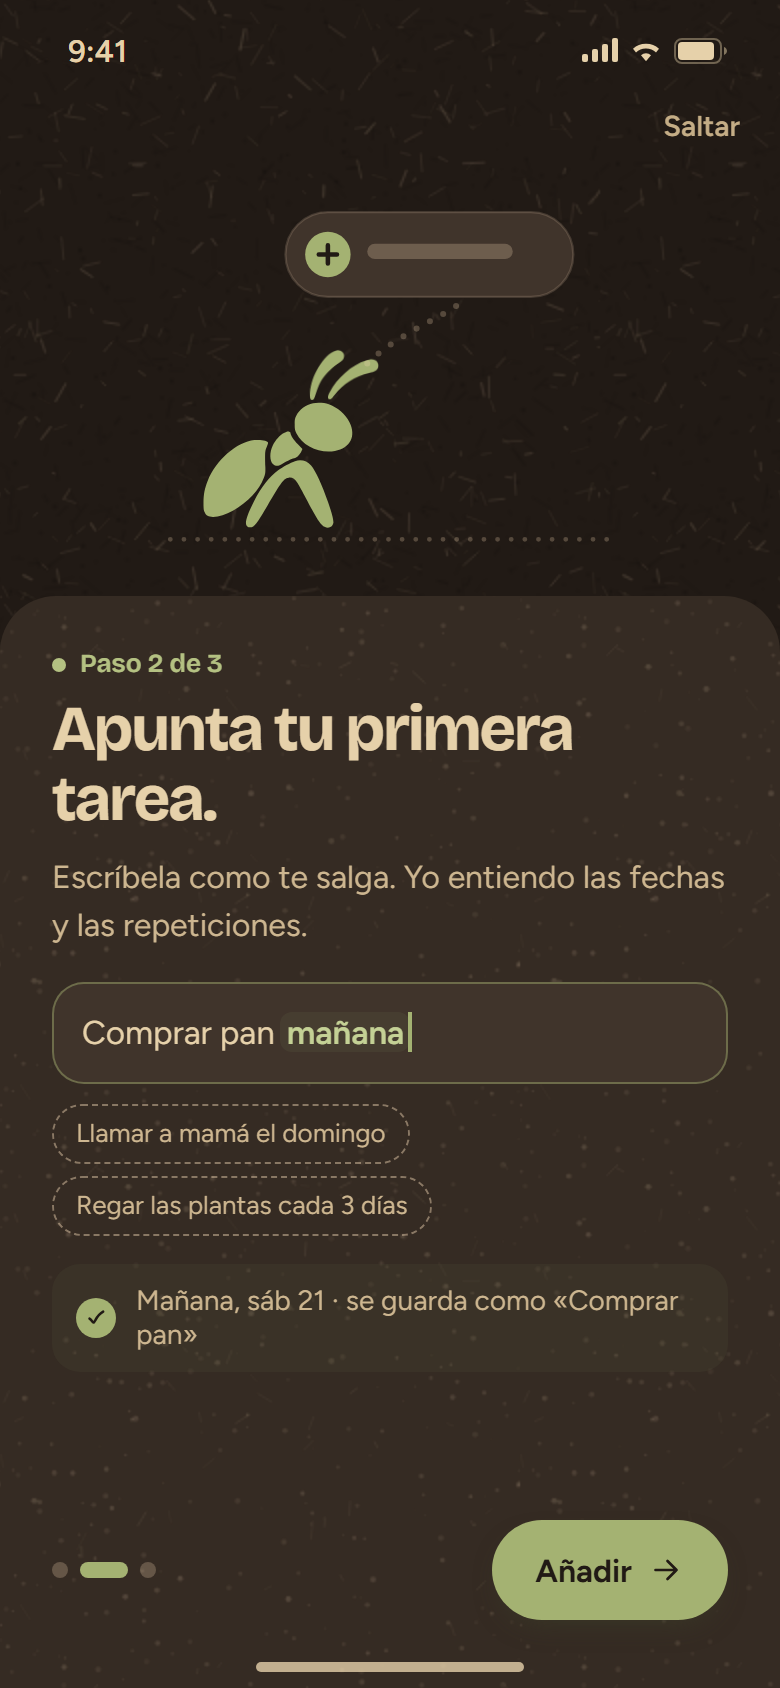 9:41
Saltar
Paso 2 de 3
Apunta tu primera
tarea.
Escríbela como te salga. Yo entiendo las fechas
y las repeticiones.
Comprar pan mañana
Llamar a mamá el domingo
Regar las plantas cada 3 días
Mañana, sáb 21 · se guarda como «Comprar
pan»
Añadir